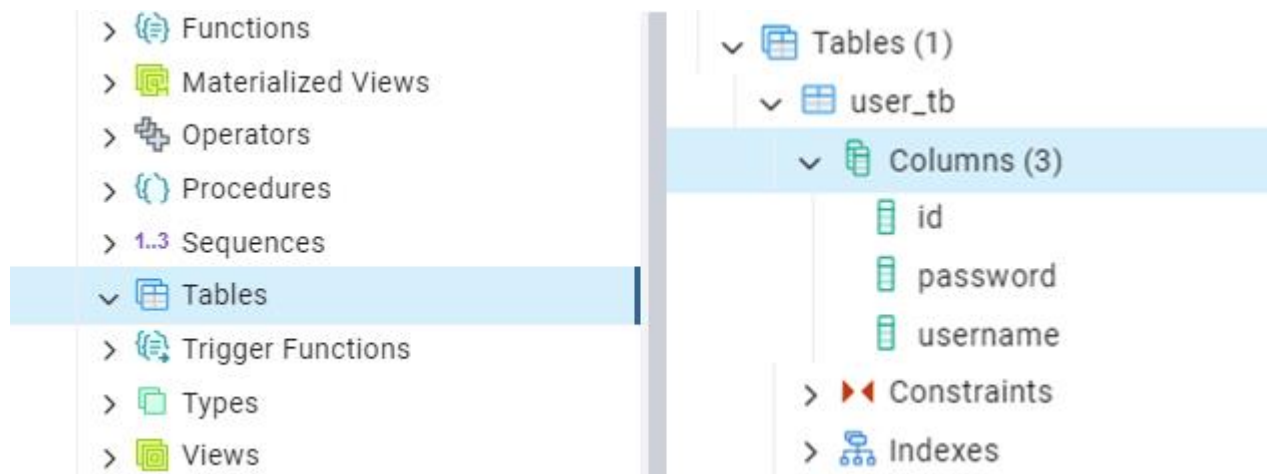 Functions
Materialized Views
Operators
Procedures
1..3 Sequences
Tables
Trigger Functions
Types
Views
Tables (1)
user_tb
Columns (3)
id
password
username
Constraints
Indexes